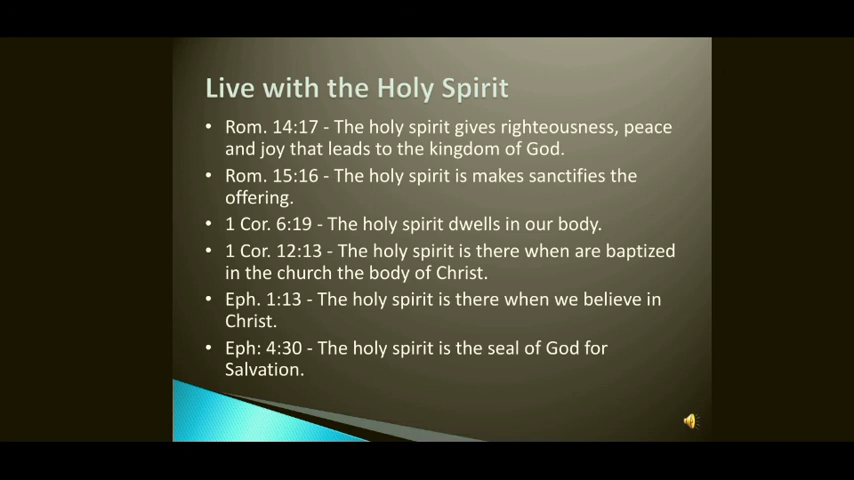 Live with the Holy Spirit
• Rom. 14:17 - The holy spirit gives righteousness, peace
and joy that leads to the kingdom of God.
• Rom. 15:16 - The holy spirit is makes sanctifies the
offering.
• 1 Cor. 6:19 - The holy spirit dwells in our body.
• 1 Cor. 12:13 - The holy spirit is there when are baptized
in the church the body of Christ.
• Eph. 1:13 - The holy spirit is there when we believe in
Christ.
• Eph: 4:30 - The holy spirit is the seal of God for
Salvation.